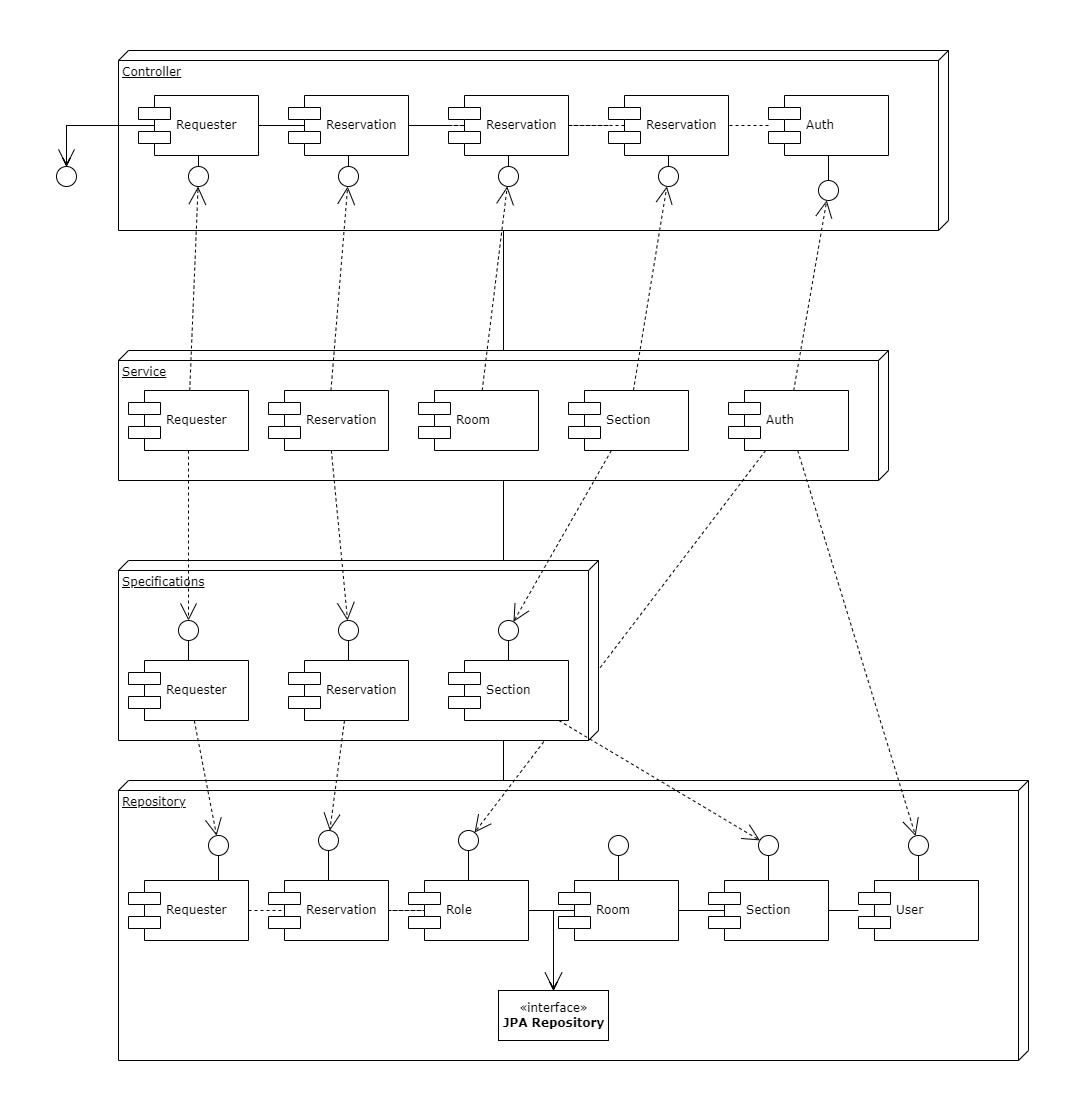 Controller
Requester
Reservation
Reservation
Reservation
Auth
Service
Requester
Reservation
Room
Section
Auth
Specifications
Requester
Reservation
Section
Repository
Requester
Reservation
Role
Room
Section
User
«interface»
JPA Repository